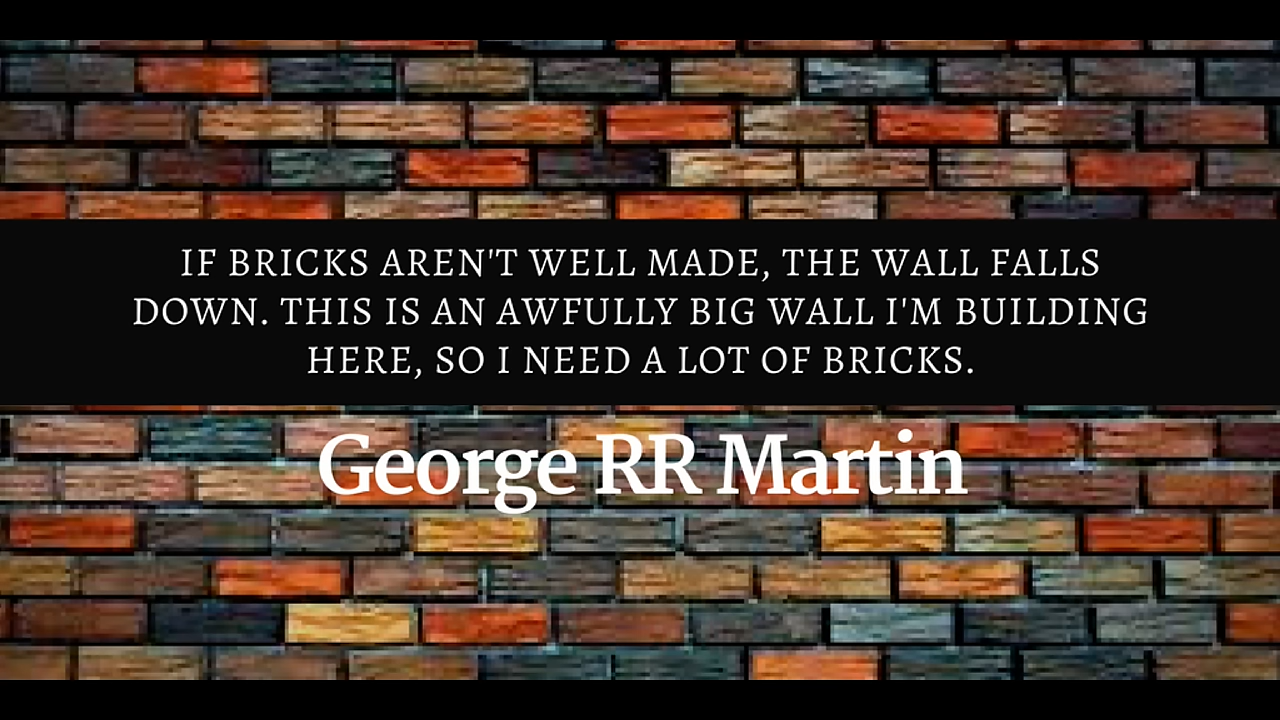 IF BRICKS AREN'T WELL MADE, THE WALL FALLS
DOWN. THIS IS AN AWFULLY BIG WALL I'M BUILDING
HERE, SO I NEED A LOT OF BRICKS.
George RR Martin